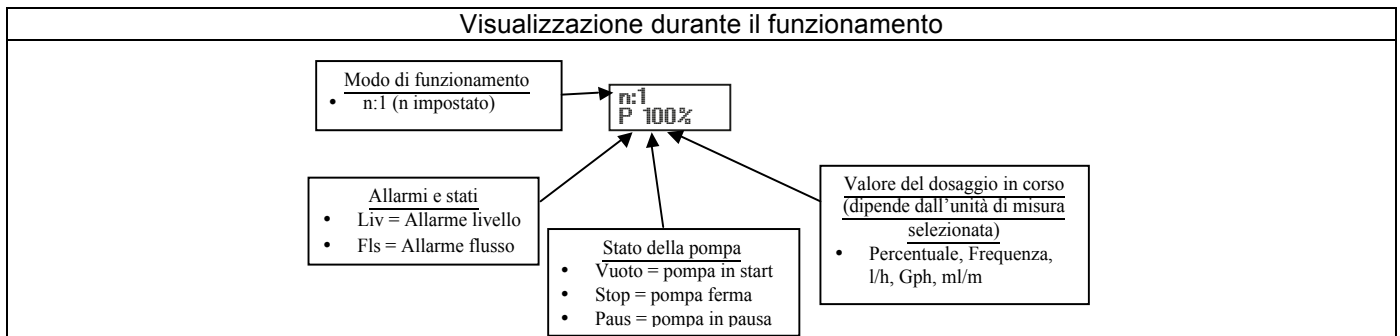 Visualizzazione durante il funzionamento
Modo di funzionamento
• n:1 (n impostato)
n:1
P 100%
Allarmi e stati
• Liv = Allarme livello
• Fls = Allarme flusso
Stato della pompa
• Vuoto = pompa in start
• Stop = pompa ferma
• Paus = pompa in pausa
Valore del dosaggio in corso
(dipende dall’unità di misura
selezionata)
• Percentuale, Frequenza,
l/h, Gph, ml/m